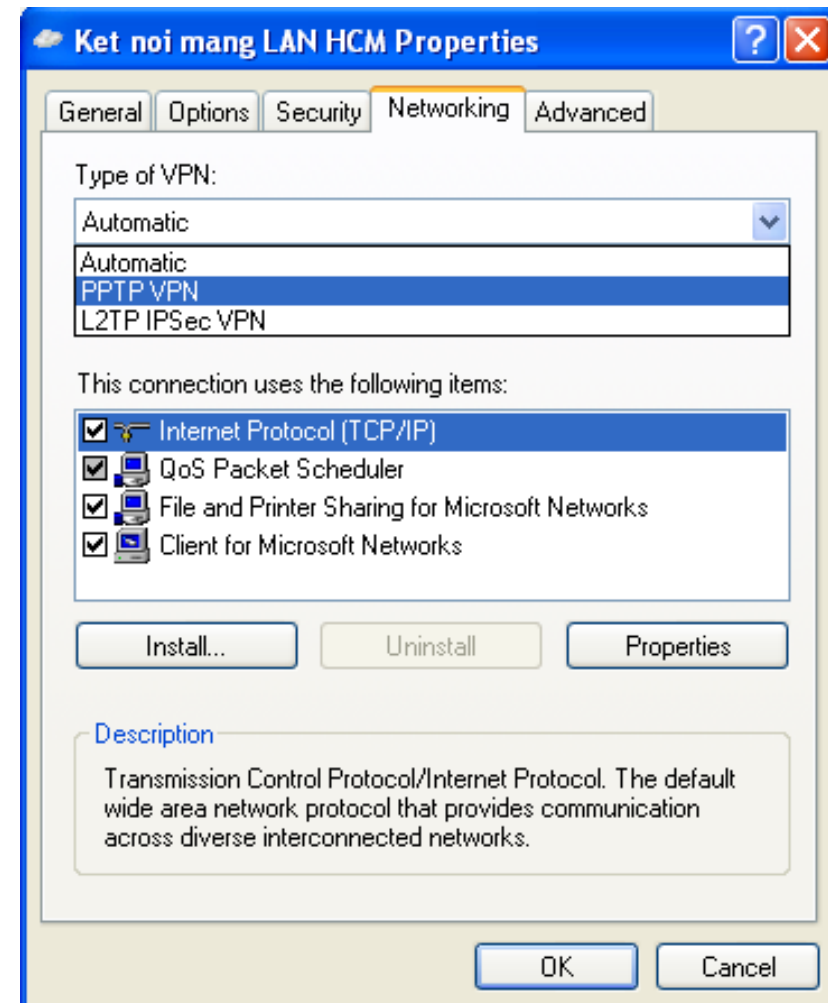 Ket noi mang LAN HCM Properties
General Options Security Networking Advanced
Type of VPN:
Automatic
Automatic
PPTP VPN
L2TP IPSec VPN
This connection uses the following items:
Internet Protocol (TCP/IP)
QoS Packet Scheduler
File and Printer Sharing for Microsoft Networks
Client for Microsoft Networks
Install... Uninstall Properties
Description
Transmission Control Protocol/Internet Protocol. The default
wide area network protocol that provides communication
across diverse interconnected networks.
OK Cancel